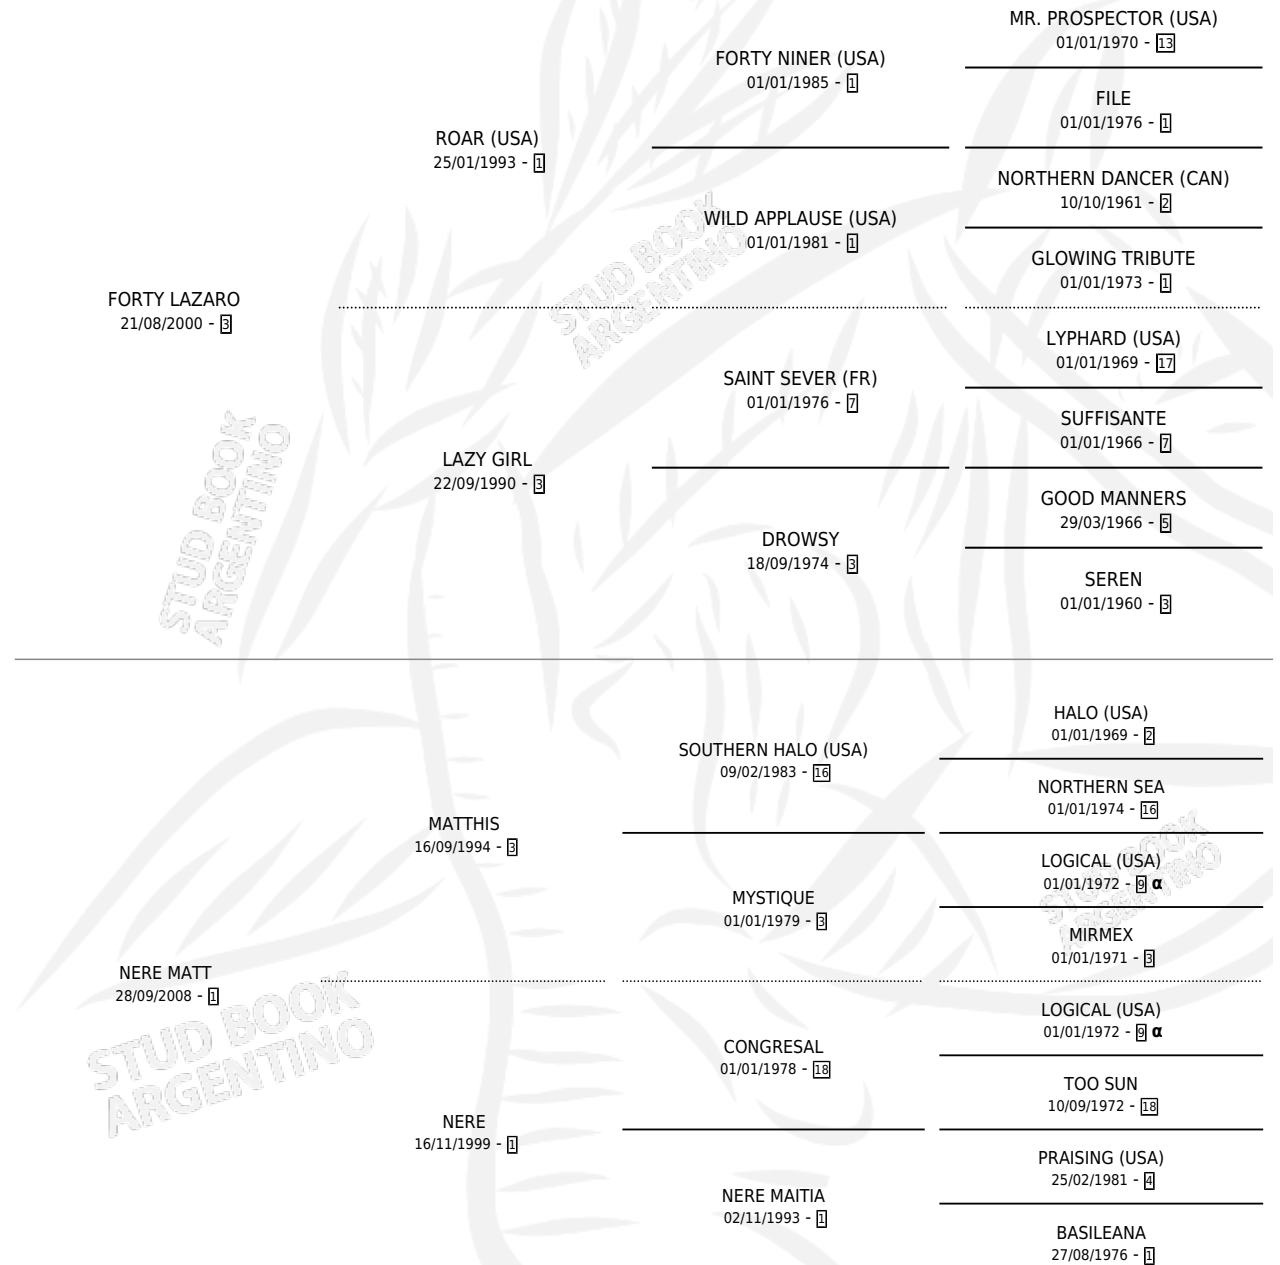 MR. PROSPECTOR (USA)
01/01/1970 - 13
FORTY NINER (USA)
01/01/1985 - 1
FILE
01/01/1976 - 1
ROAR (USA)
25/01/1993 - 1
NORTHERN DANCER (CAN)
10/10/1961 - 2
WILD APPLAUSE (USA)
01/01/1981 - 1
GLOWING TRIBUTE
01/01/1973 - 1
FORTY LAZARO
21/08/2000 - 3
LYPHARD (USA)
01/01/1969 - 17
SAINT SEVER (FR)
01/01/1976 - 7
SUFFISANTE
01/01/1966 - 7
LAZY GIRL
22/09/1990 - 3
GOOD MANNERS
29/03/1966 - 5
DROWSY
18/09/1974 - 3
SEREN
01/01/1960 - 3
HALO (USA)
01/01/1969 - 2
SOUTHERN HALO (USA)
09/02/1983 - 16
NORTHERN SEA
01/01/1974 - 16
MATTHIS
16/09/1994 - 3
LOGICAL (USA)
01/01/1972 - 9 α
MYSTIQUE
01/01/1979 - 3
MIRMEX
01/01/1971 - 3
NERE MATT
28/09/2008 - 1
LOGICAL (USA)
01/01/1972 - 9 α
CONGRESAL
01/01/1978 - 18
TOO SUN
10/09/1972 - 18
NERE
16/11/1999 - 1
PRAISING (USA)
25/02/1981 - 4
NERE MAITIA
02/11/1993 - 1
BASILEANA
27/08/1976 - 1
STUD BOOK
ARGENTINO
STUD BOOK
ARGENTINO
STUD BOOK
ARGENTINO
STUD BOOK
ARGENTINO